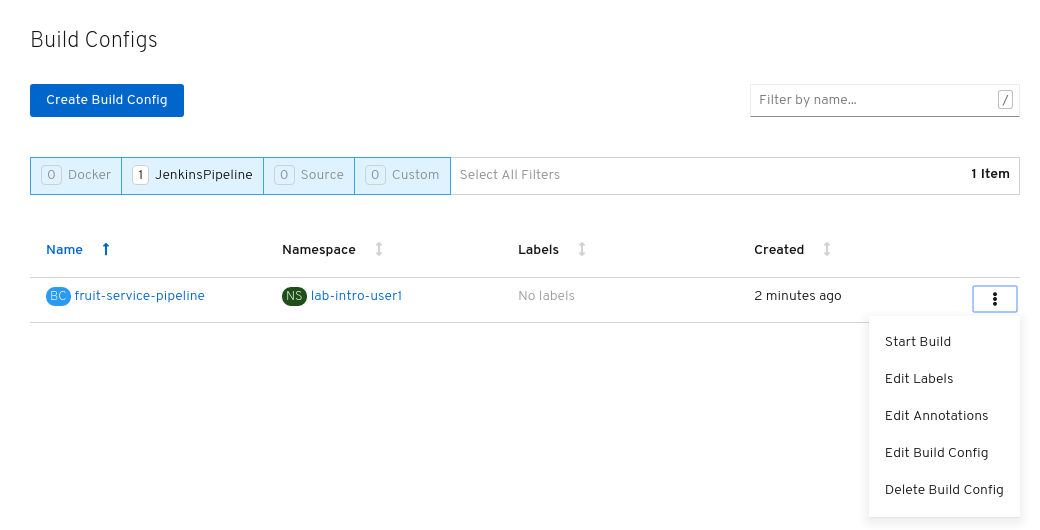 Build Configs
Create Build Config
Filter by name...
/
0 Docker 1 JenkinsPipeline 0 Source 0 Custom Select All Filters 1 Item
Name Namespace Labels Created
BC fruit-service-pipeline NS lab-intro-user1 No labels 2 minutes ago
Start Build
Edit Labels
Edit Annotations
Edit Build Config
Delete Build Config